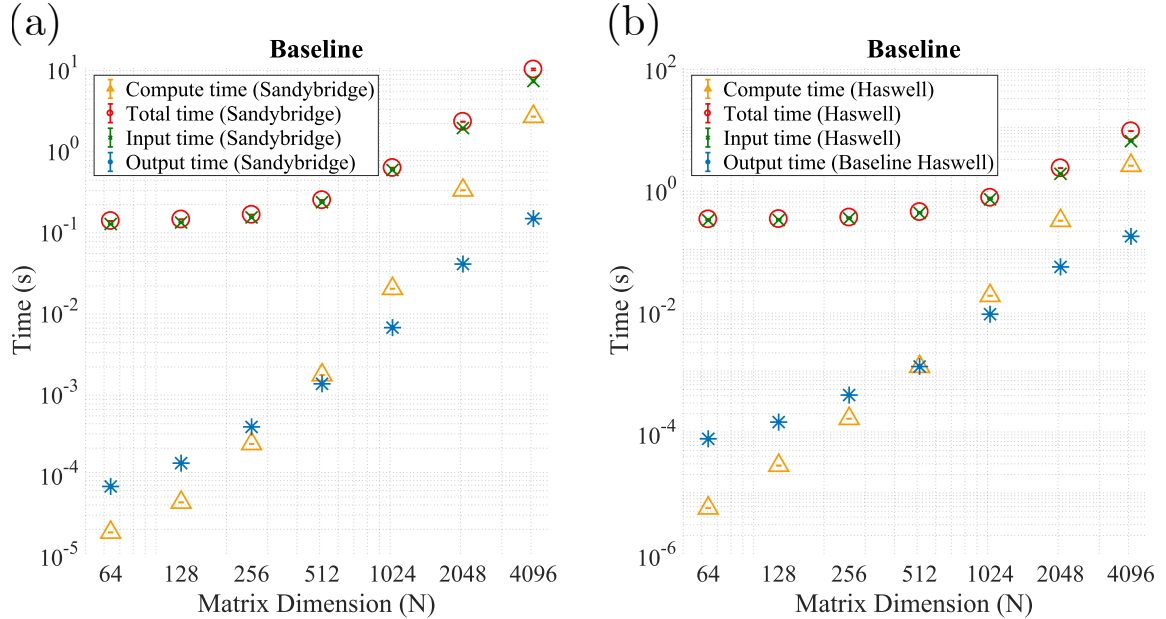 (a)
Baseline
Compute time (Sandybridge)
Total time (Sandybridge)
Input time (Sandybridge)
Output time (Sandybridge)
10^1
10^0
10^-1
10^-2
10^-3
10^-4
10^-5
Time (s)
64 128 256 512 1024 2048 4096
Matrix Dimension (N)
(b)
Baseline
Compute time (Haswell)
Total time (Haswell)
Input time (Haswell)
Output time (Baseline Haswell)
10^2
10^0
10^-2
10^-4
10^-6
Time (s)
64 128 256 512 1024 2048 4096
Matrix Dimension (N)